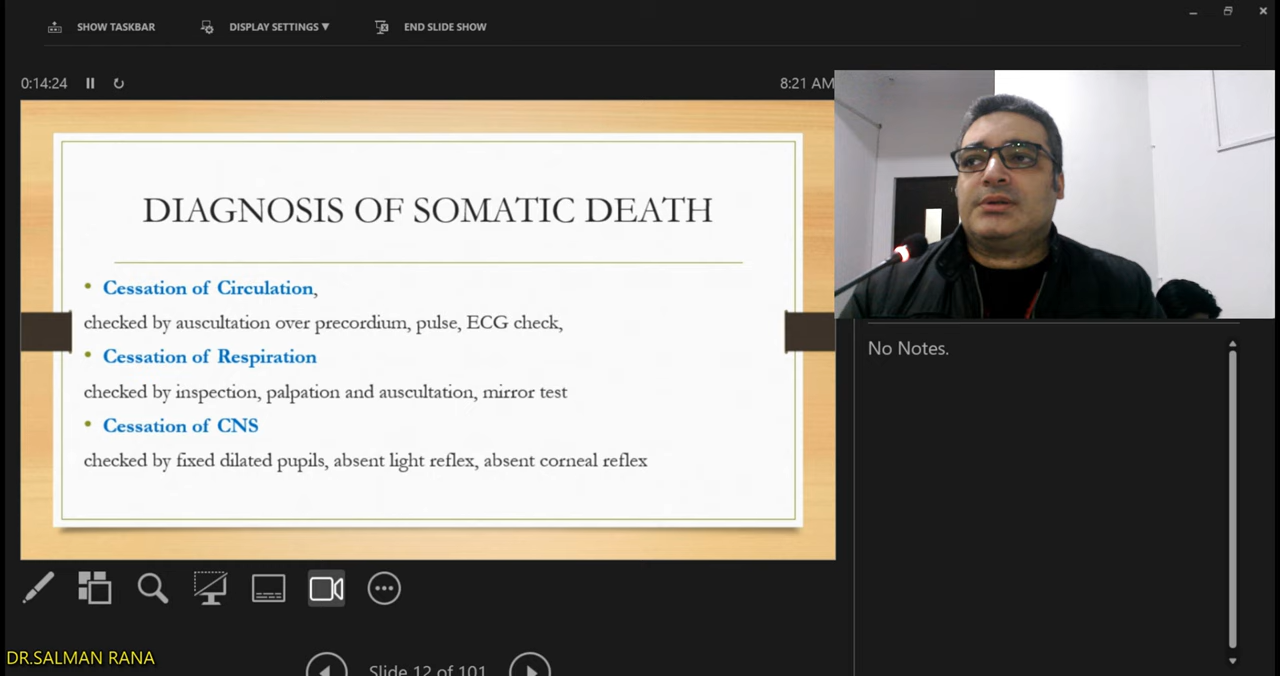 SHOW TASKBAR
DISPLAY SETTINGS ▼
END SLIDE SHOW
0:14:24
8:21 AM
DIAGNOSIS OF SOMATIC DEATH
• Cessation of Circulation,
checked by auscultation over precordium, pulse, ECG check,
• Cessation of Respiration
checked by inspection, palpation and auscultation, mirror test
• Cessation of CNS
checked by fixed dilated pupils, absent light reflex, absent corneal reflex
No Notes.
DR.SALMAN RANA
Slide 12 of 101